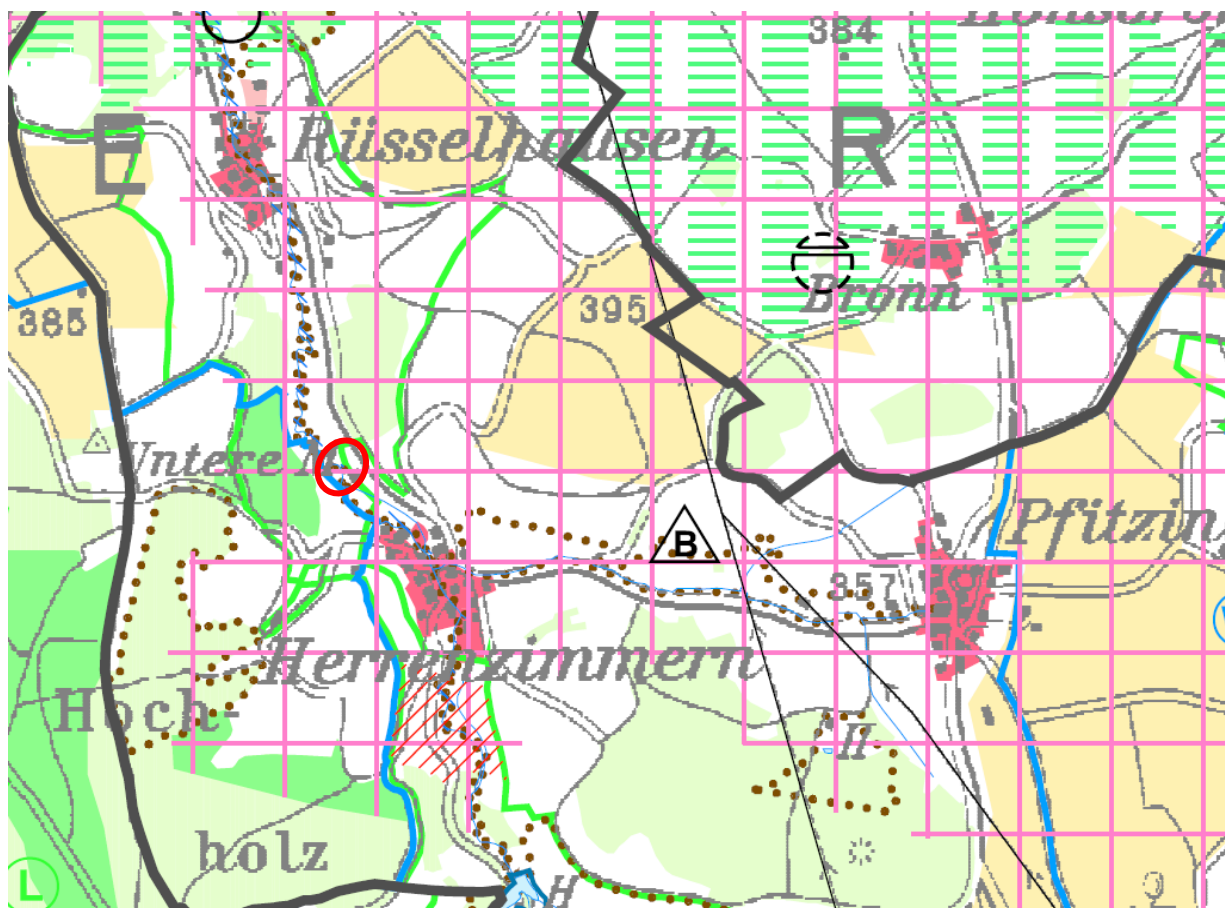 384
E
Rüsselhausen
R
Bronn
385
395
Untere M
B
Pfitzin
357
Herrenzimmern
Hoch-
holz
H
L